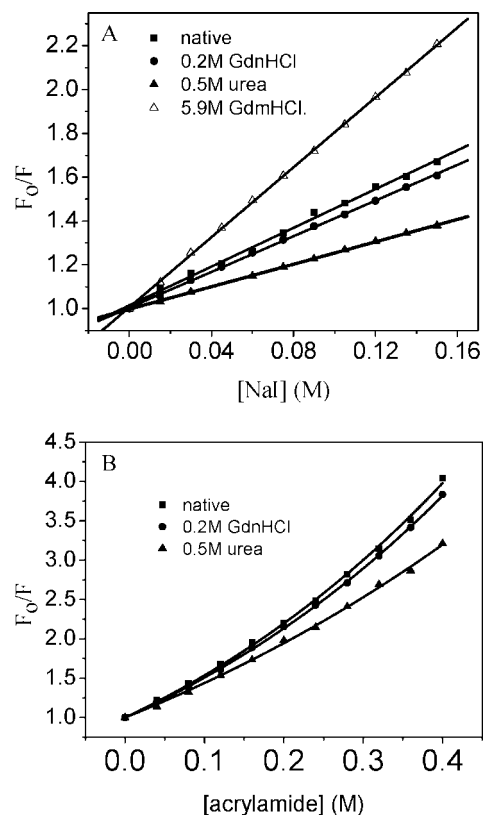 A
native
0.2M GdnHCl
0.5M urea
5.9M GdmHCl.
2.2
2.0
1.8
1.6
1.4
1.2
1.0
F₀/F
0.00
0.04
0.08
0.12
0.16
[NaI] (M)
B
native
0.2M GdnHCl
0.5M urea
4.5
4.0
3.5
3.0
2.5
2.0
1.5
1.0
F₀/F
0.0
0.1
0.2
0.3
0.4
[acrylamide] (M)